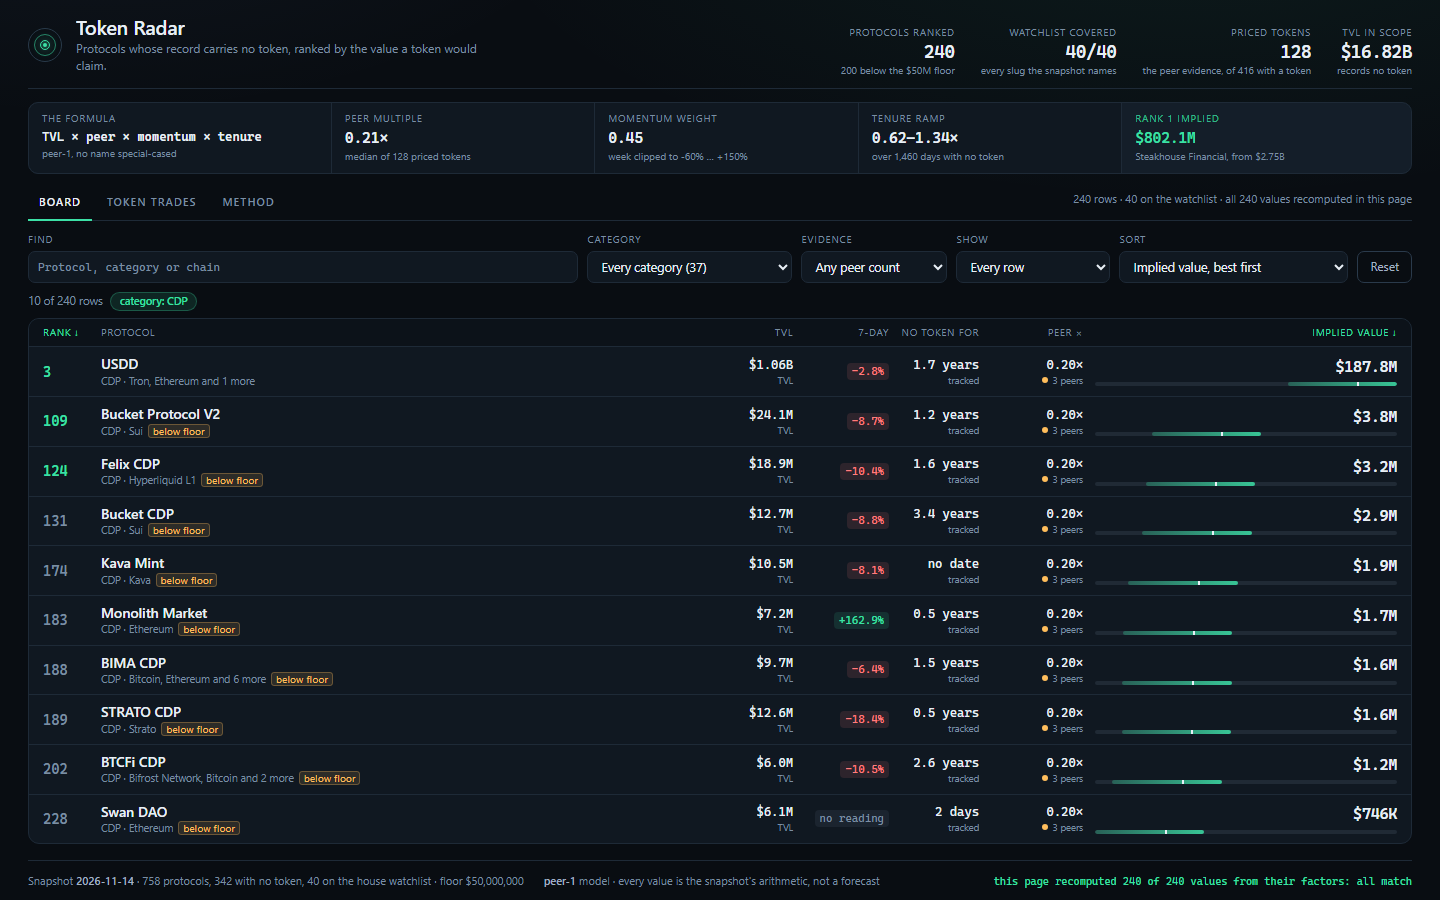 Token Radar
Protocols whose record carries no token, ranked by the value a token would
claim.
PROTOCOLS RANKED
240
200 below the $50M floor
WATCHLIST COVERED
40/40
every slug the snapshot names
PRICED TOKENS
128
the peer evidence, of 416 with a token
TVL IN SCOPE
$16.82B
records no token
THE FORMULA
TVL × peer × momentum × tenure
peer-1, no name special-cased
PEER MULTIPLE
0.21×
median of 128 priced tokens
MOMENTUM WEIGHT
0.45
week clipped to -60% … +150%
TENURE RAMP
0.62–1.34×
over 1,460 days with no token
RANK 1 IMPLIED
$802.1M
Steakhouse Financial, from $2.75B
BOARD
TOKEN TRADES
METHOD
240 rows · 40 on the watchlist · all 240 values recomputed in this page
FIND
CATEGORY
EVIDENCE
SHOW
SORT
Protocol, category or chain
Every category (37)
Any peer count
Every row
Implied value, best first
Reset
10 of 240 rows
category: CDP
RANK ↓ PROTOCOL TVL 7-DAY NO TOKEN FOR PEER × IMPLIED VALUE ↓
3 USDD $1.06B −2.8% 1.7 years 0.20× $187.8M
CDP · Tron, Ethereum and 1 more TVL tracked 3 peers
109 Bucket Protocol V2 $24.1M −8.7% 1.2 years 0.20× $3.8M
CDP · Sui below floor TVL tracked 3 peers
124 Felix CDP $18.9M −10.4% 1.6 years 0.20× $3.2M
CDP · Hyperliquid L1 below floor TVL tracked 3 peers
131 Bucket CDP $12.7M −8.8% 3.4 years 0.20× $2.9M
CDP · Sui below floor TVL tracked 3 peers
174 Kava Mint $10.5M −8.1% no date 0.20× $1.9M
CDP · Kava below floor TVL tracked 3 peers
183 Monolith Market $7.2M +162.9% 0.5 years 0.20× $1.7M
CDP · Ethereum below floor TVL tracked 3 peers
188 BIMA CDP $9.7M −6.4% 1.5 years 0.20× $1.6M
CDP · Bitcoin, Ethereum and 6 more below floor TVL tracked 3 peers
189 STRATO CDP $12.6M −18.4% 0.5 years 0.20× $1.6M
CDP · Strato below floor TVL tracked 3 peers
202 BTCFi CDP $6.0M −10.5% 2.6 years 0.20× $1.2M
CDP · Bifrost Network, Bitcoin and 2 more below floor TVL tracked 3 peers
228 Swan DAO $6.1M no reading 2 days 0.20× $746K
CDP · Ethereum below floor TVL tracked 3 peers
Snapshot 2026-11-14 · 758 protocols, 342 with no token, 40 on the house watchlist · floor $50,000,000
peer-1 model · every value is the snapshot's arithmetic, not a forecast
this page recomputed 240 of 240 values from their factors: all match